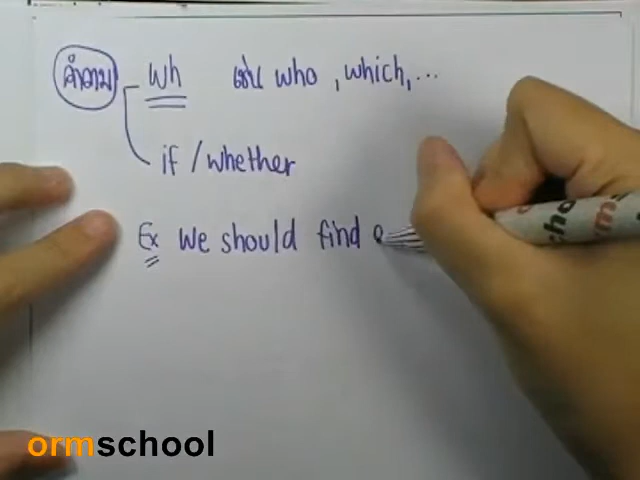 คำถาม wh เช่น who , which, ...
if / whether
Ex We should find o
ormschool